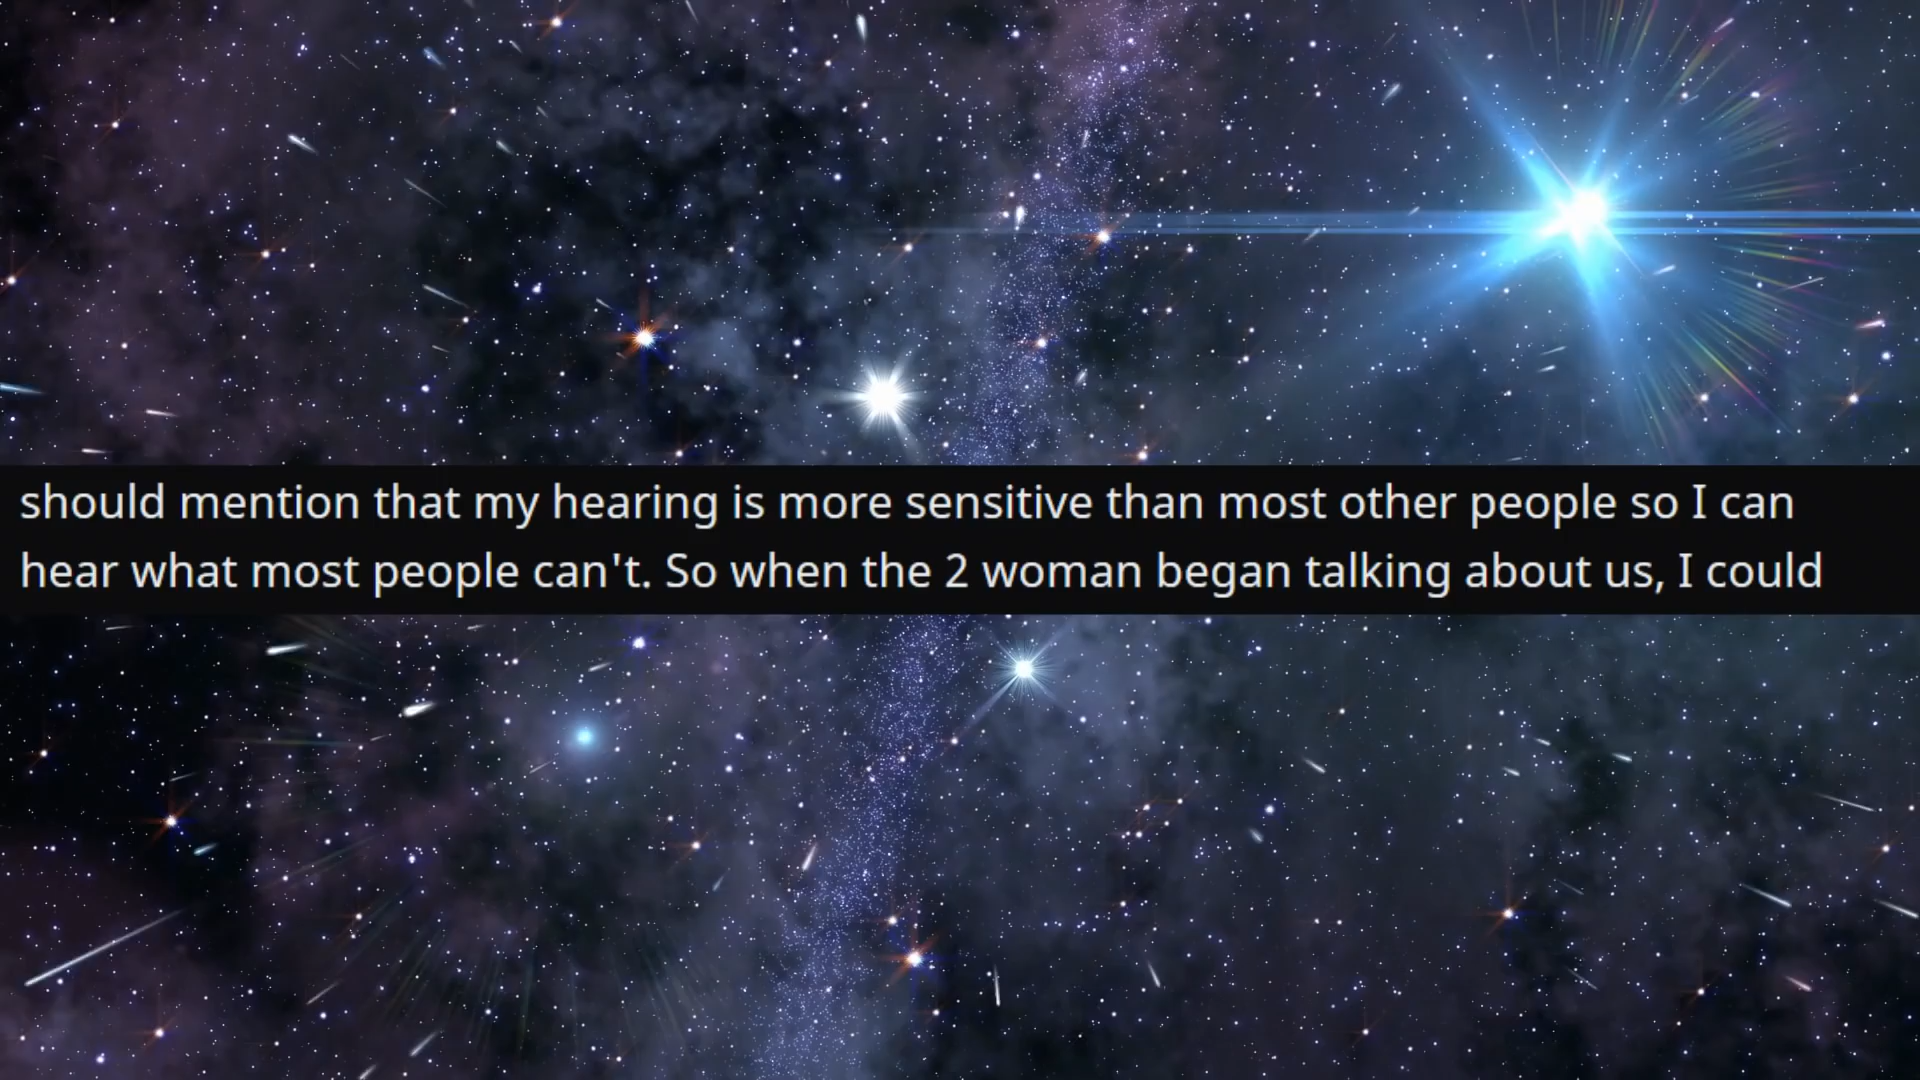 should mention that my hearing is more sensitive than most other people so I can
hear what most people can't. So when the 2 woman began talking about us, I could